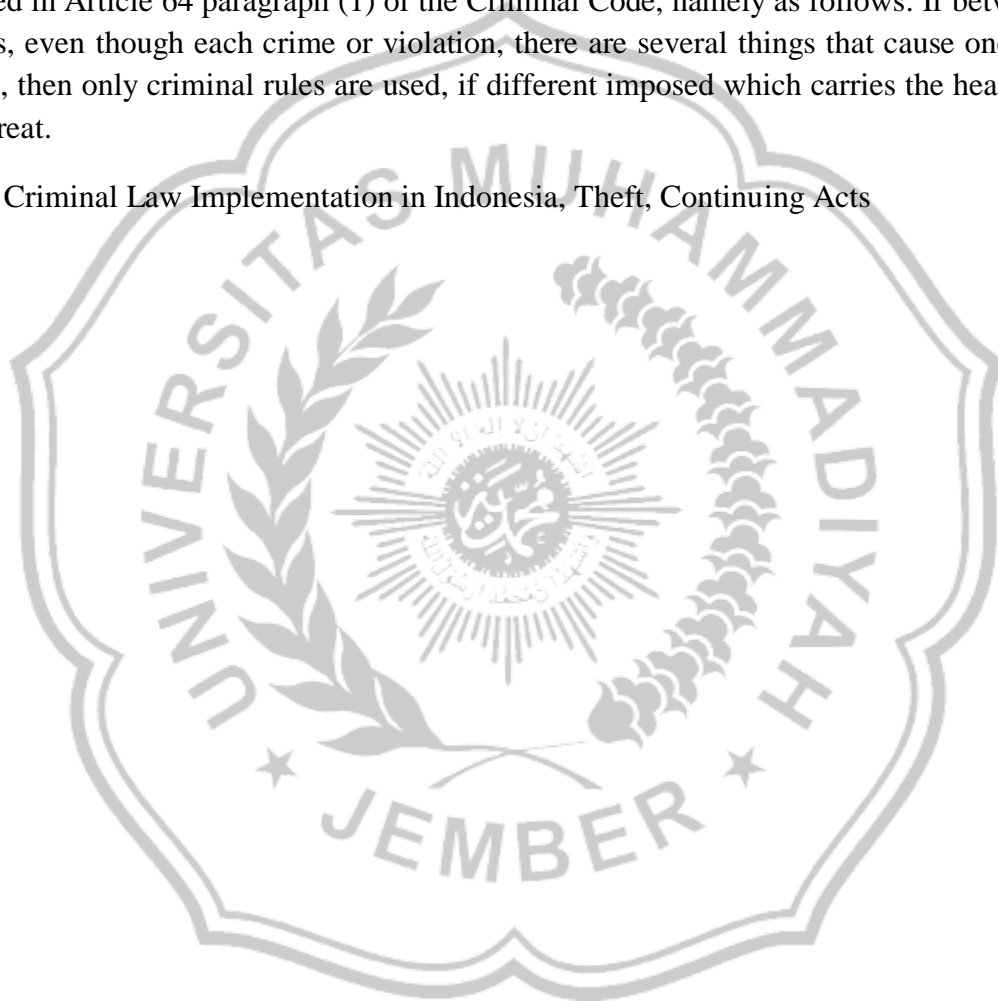 ed in Article 64 paragraph (1) of the Criminal Code, namely as follows: If betw
s, even though each crime or violation, there are several things that cause one
, then only criminal rules are used, if different imposed which carries the hea
reat.
Criminal Law Implementation in Indonesia, Theft, Continuing Acts
UNIVERSITAS MUHAMMADIYAH
JEMBER